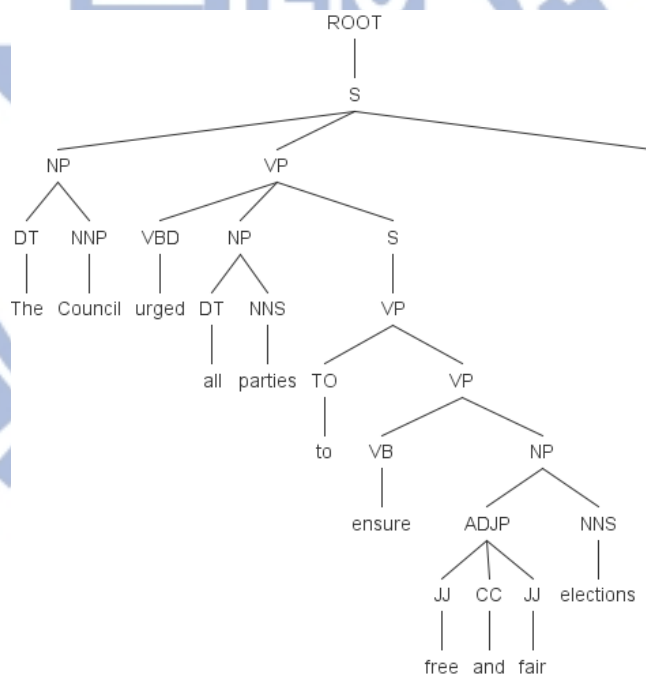 ROOT
S
NP VP
DT NNP VBD NP S
The Council urged DT NNS VP
all parties TO VP
to VB NP
ensure ADJP NNS
JJ CC JJ elections
free and fair